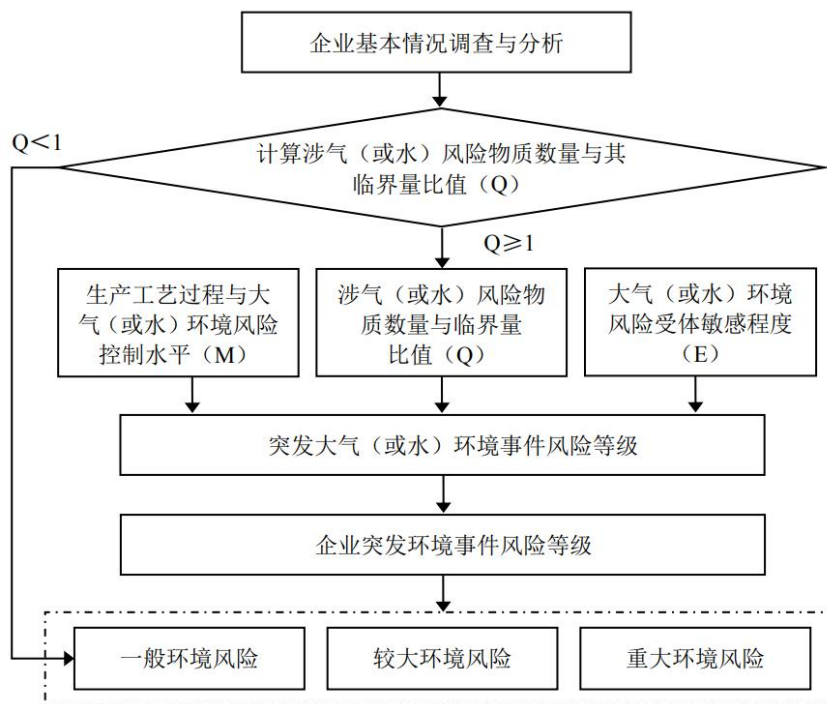 企业基本情况调查与分析
Q＜1
计算涉气（或水）风险物质数量与其
临界量比值（Q）
Q≥1
生产工艺过程与大
气（或水）环境风险
控制水平（M）
涉气（或水）风险物
质数量与临界量
比值（Q）
大气（或水）环境
风险受体敏感程度
（E）
突发大气（或水）环境事件风险等级
企业突发环境事件风险等级
一般环境风险
较大环境风险
重大环境风险